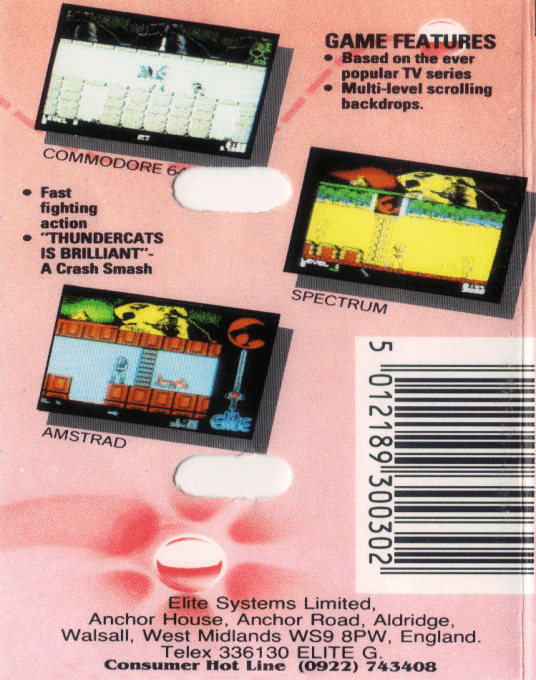 GAME FEATURES
• Based on the ever
popular TV series
• Multi-level scrolling
backdrops.
COMMODORE 64
• Fast
fighting
action
• "THUNDERCATS
IS BRILLIANT"-
A Crash Smash
SPECTRUM
AMSTRAD
ELITE
5 012189 300302
Elite Systems Limited,
Anchor House, Anchor Road, Aldridge,
Walsall, West Midlands WS9 8PW, England.
Telex 336130 ELITE G.
Consumer Hot Line (0922) 743408